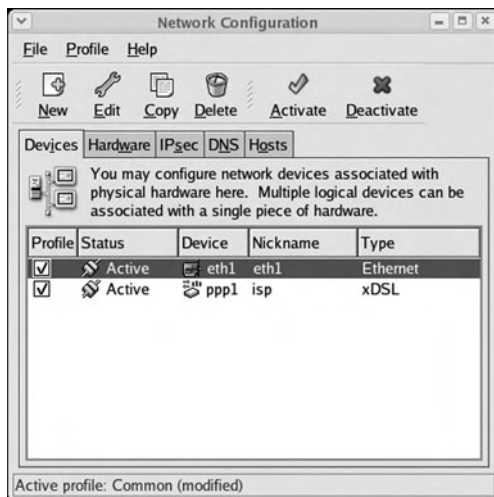 Network Configuration
File Profile Help
New Edit Copy Delete Activate Deactivate
Devices Hardware IPsec DNS Hosts
You may configure network devices associated with
physical hardware here. Multiple logical devices can be
associated with a single piece of hardware.
Profile Status Device Nickname Type
Active eth1 eth1 Ethernet
Active ppp1 isp xDSL
Active profile: Common (modified)